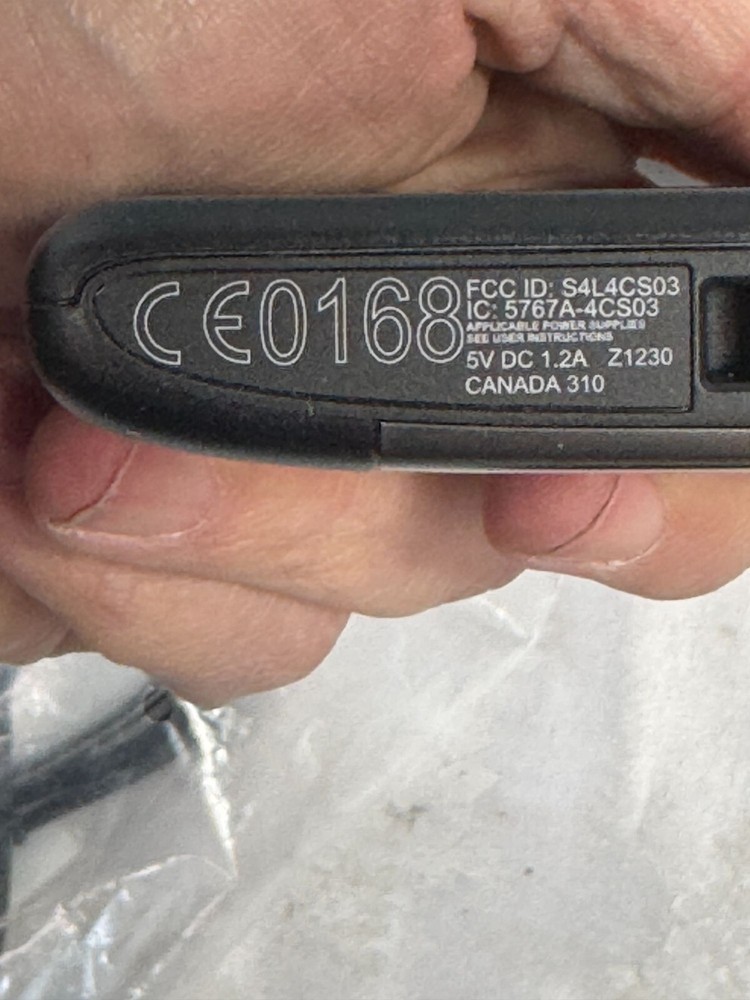 CE0168
FCC ID: S4L4CS03
IC: 5767A-4CS03
APPLICABLE POWER SUPPLIES
SEE USER INSTRUCTIONS
5V DC 1.2A Z1230
CANADA 310